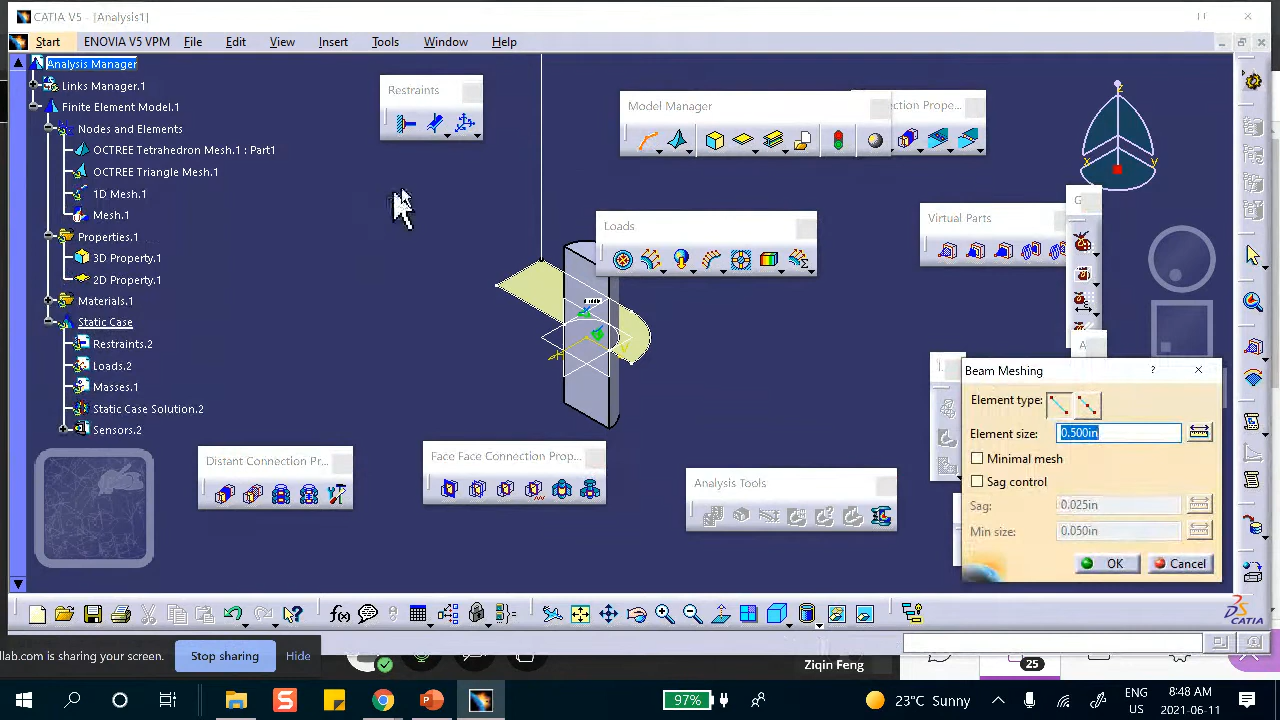 CATIA V5 - [Analysis1]
Start ENOVIA V5 VPM File Edit View Insert Tools Window Help
Analysis Manager
Links Manager.1
Finite Element Model.1
Nodes and Elements
OCTREE Tetrahedron Mesh.1 : Part1
OCTREE Triangle Mesh.1
1D Mesh.1
Mesh.1
Properties.1
3D Property.1
2D Property.1
Materials.1
Static Case
Restraints.2
Loads.2
Masses.1
Static Case Solution.2
Sensors.2
Restraints
Model Manager
ction Prope...
Loads
Virtual Parts
G
A
Z
Y
Distant Connection Pr...
Face Face Connection Prop...
Analysis Tools
Beam Meshing ?
Element type:
Element size: 0.500in
Minimal mesh
Sag control
Sag: 0.025in
Min size: 0.050in
OK Cancel
f(x)
CATIA
llab.com is sharing your screen. Stop sharing Hide
Ziqin Feng
25
97%
23°C Sunny
ENG
US
8:48 AM
2021-06-11